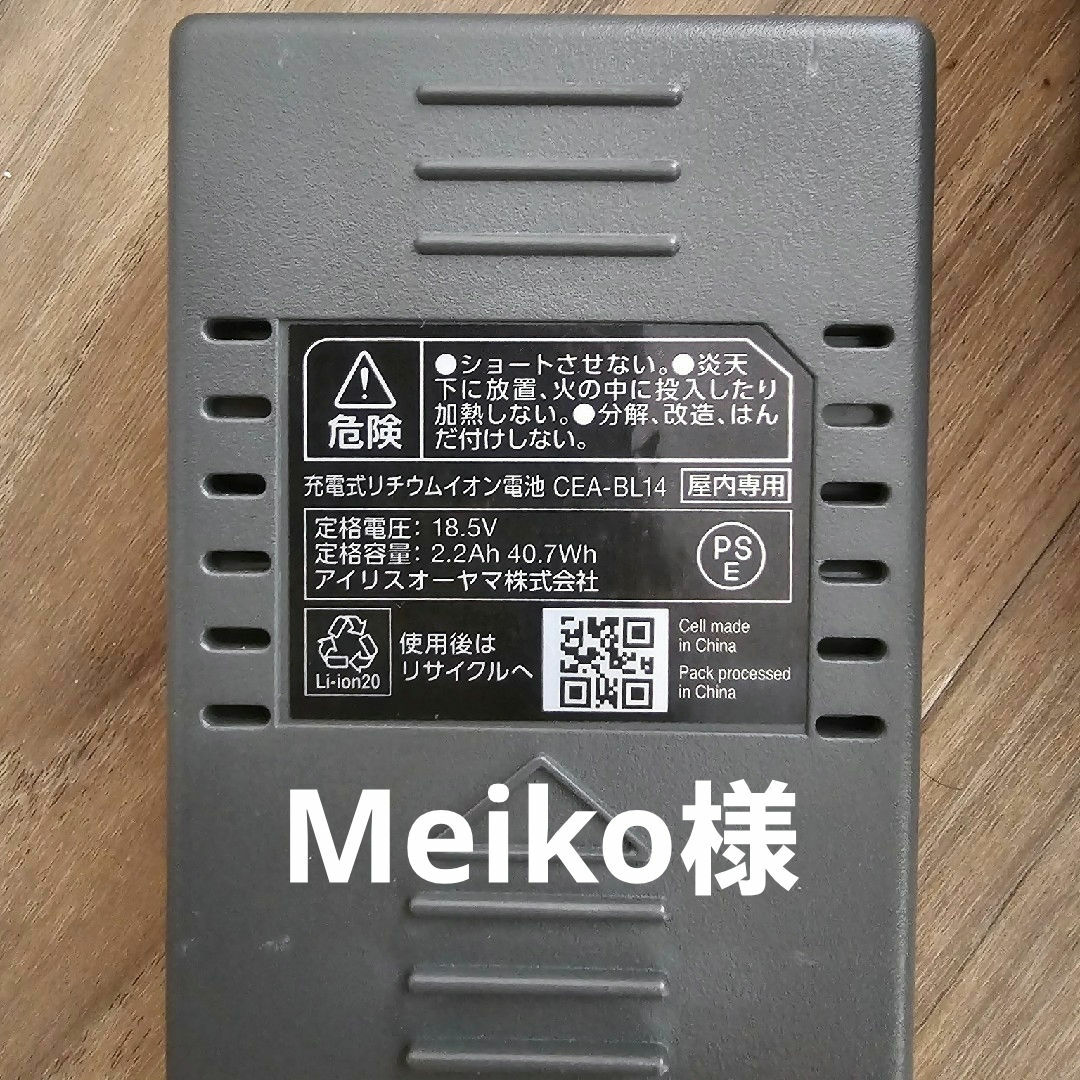 危険
●ショートさせない。●炎天
下に放置、火の中に投入したり
加熱しない。●分解、改造、はん
だ付けしない。
充電式リチウムイオン電池 CEA-BL14 屋内専用
定格電圧: 18.5V
定格容量: 2.2Ah 40.7Wh
アイリスオーヤマ株式会社
PS
E
Li-ion20
使用後は
リサイクルへ
Cell made
in China
Pack processed
in China
Meiko様